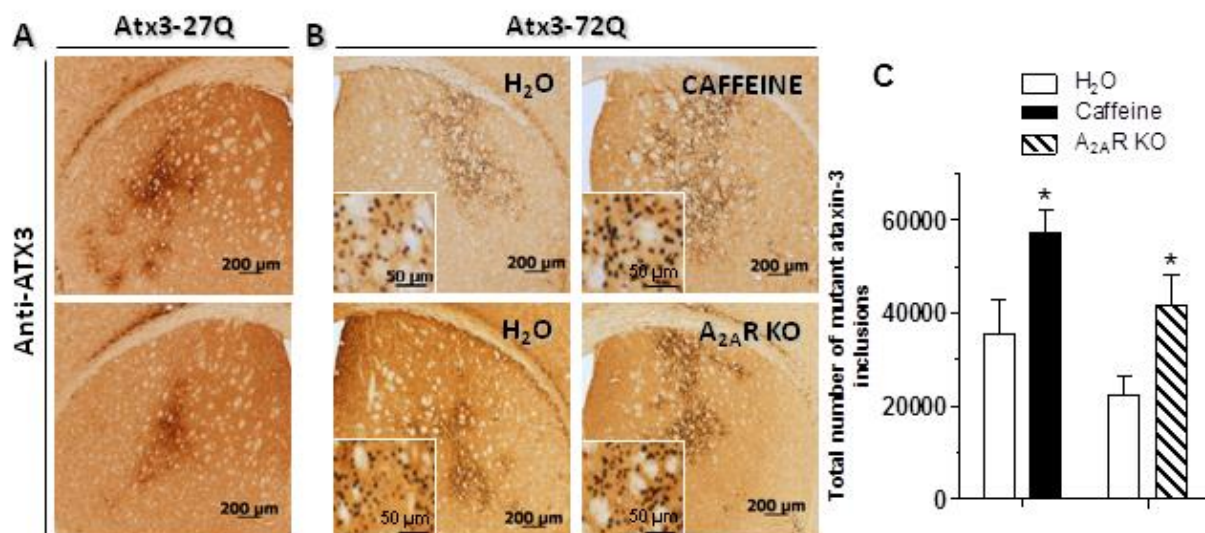 A
Atx3-27Q
B
Atx3-72Q
Anti-ATX3
200 µm
200 µm
H₂O
50 µm
200 µm
CAFFEINE
50 µm
200 µm
H₂O
50 µm
200 µm
A₂ₐR KO
50 µm
200 µm
C
H₂O
Caffeine
A₂ₐR KO
Total number of mutant ataxin-3
inclusions
60000
40000
20000
0
*
*